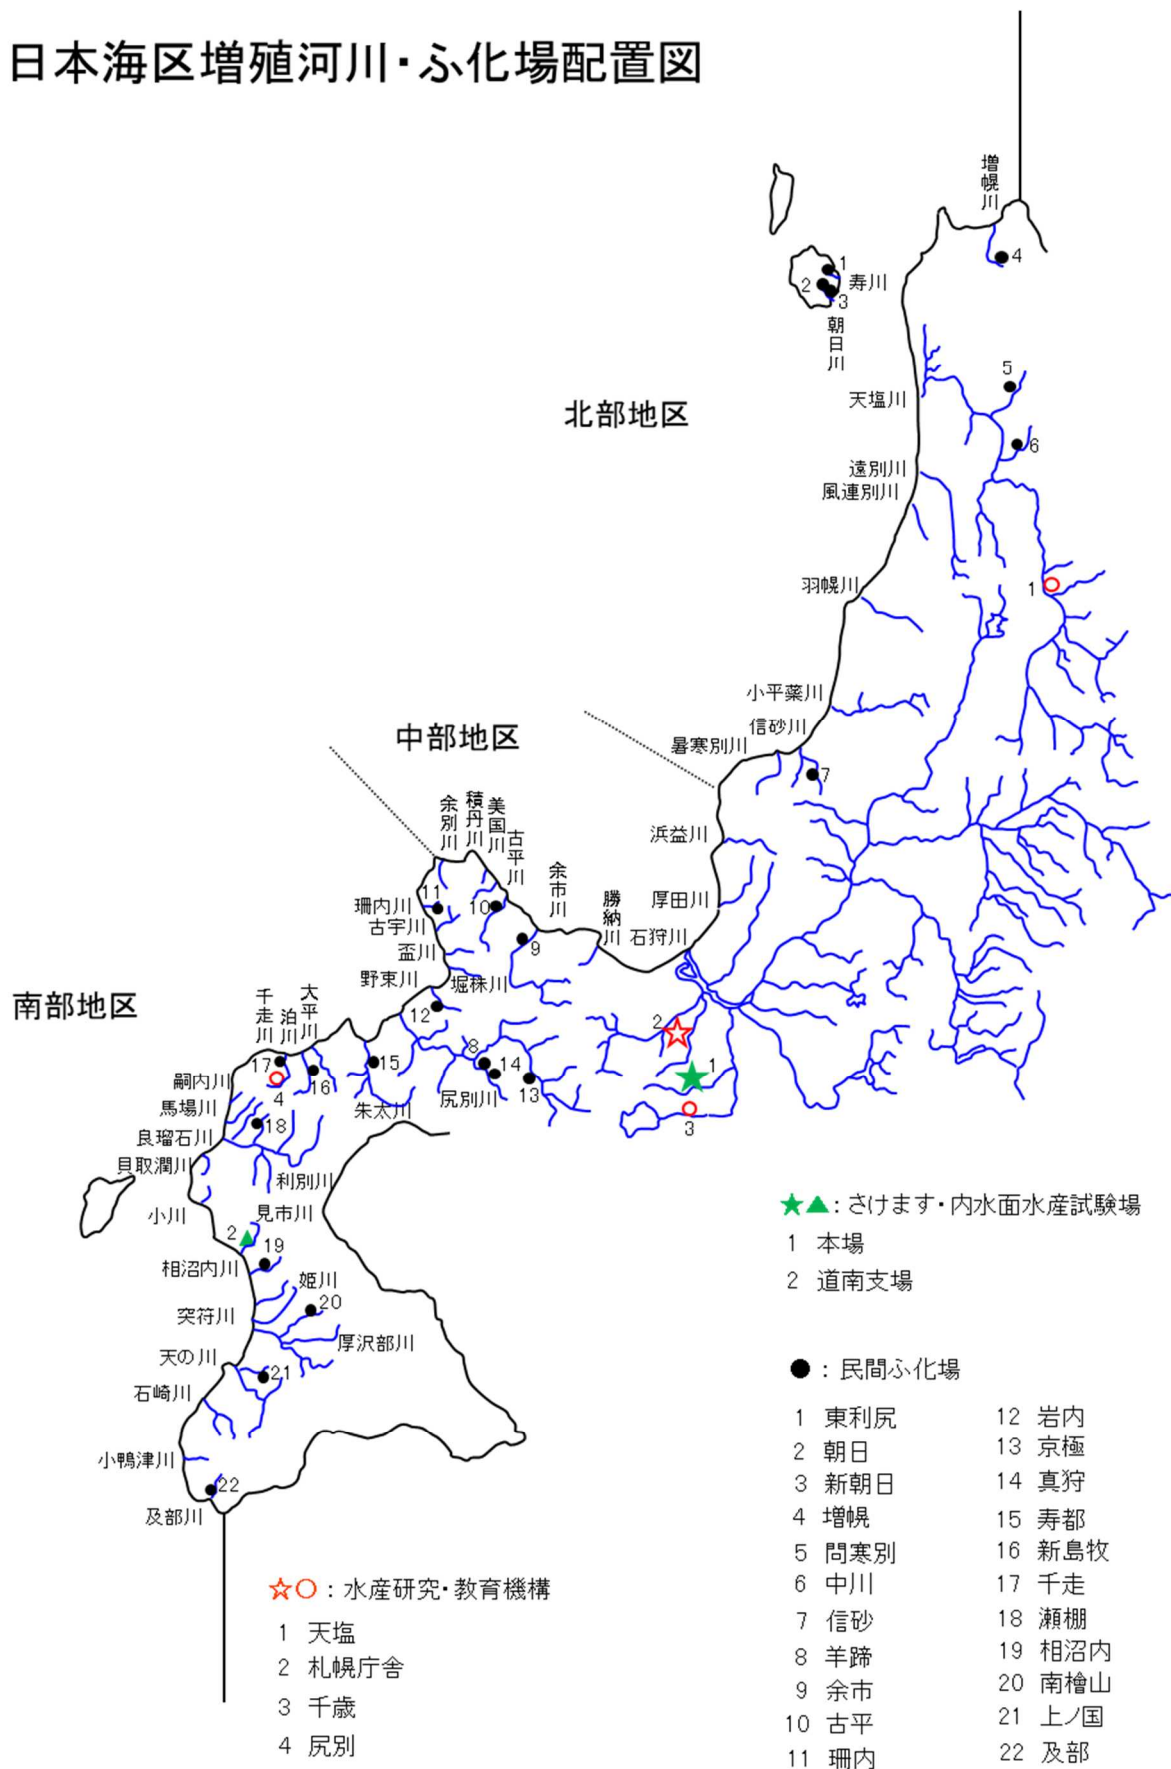 日本海区増殖河川・ふ化場配置図
増幌川
4
1
寿川
2
3
朝日川
5
北部地区
天塩川
6
遠別川
風連別川
羽幌川
1
小平蘂川
信砂川
中部地区
暑寒別川
7
余別川
積丹川
美国川
古平川
浜益川
余市川
11
珊内川
10
厚田川
勝納川
古宇川
石狩川
9
盃川
野束川
堀株川
南部地区
千走川
泊川
大平川
12
2
8
17
15
14
1
嗣内川
4
16
13
尻別川
馬場川
朱太川
3
18
良瑠石川
貝取澗川
利別川
小川
見市川
2
19
相沼内川
姫川
20
突符川
厚沢部川
天の川
21
石崎川
小鴨津川
22
及部川
★▲：さけます・内水面水産試験場
1 本場
2 道南支場
●：民間ふ化場
1 東利尻
2 朝日
3 新朝日
4 増幌
5 問寒別
6 中川
7 信砂
8 羊蹄
9 余市
10 古平
11 珊内
12 岩内
13 京極
14 真狩
15 寿都
16 新島牧
17 千走
18 瀬棚
19 相沼内
20 南檜山
21 上ノ国
22 及部
☆○：水産研究・教育機構
1 天塩
2 札幌庁舎
3 千歳
4 尻別